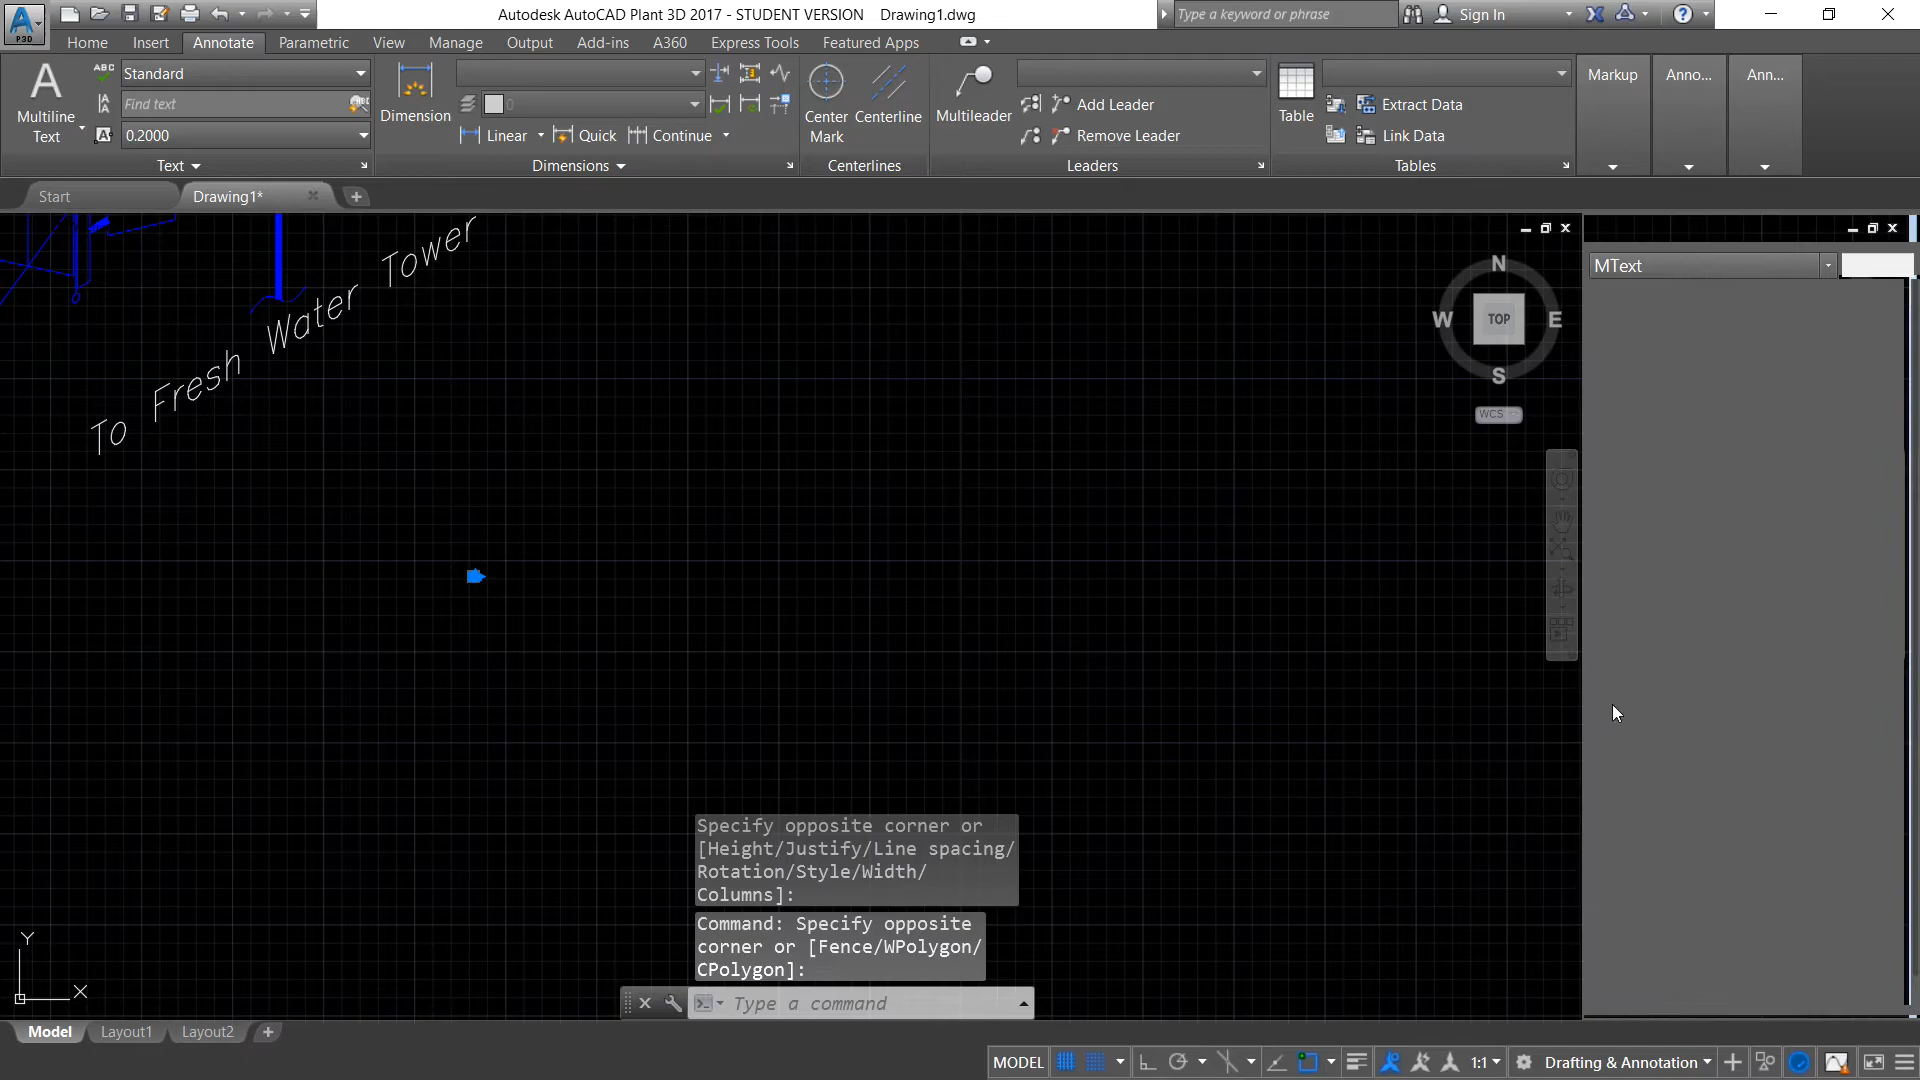 Autodesk AutoCAD Plant 3D 2017 - STUDENT VERSION Drawing1.dwg
Type a keyword or phrase
Sign In
P3D
Home Insert Annotate Parametric View Manage Output Add-ins A360 Express Tools Featured Apps
Multiline Text
ABC Standard
Find text
0.2000
Text
Dimension
0
Linear Quick Continue
Dimensions
Center Mark
Centerline
Centerlines
Multileader
Add Leader
Remove Leader
Leaders
Table
Extract Data
Link Data
Tables
Markup Anno... Ann...
Start Drawing1*
To Fresh Water Tower
N
W TOP E
S
WCS
MText
Specify opposite corner or
[Height/Justify/Line spacing/
Rotation/Style/Width/
Columns]:
Command: Specify opposite
corner or [Fence/WPolygon/
CPolygon]:
Type a command
Y
X
Model Layout1 Layout2
MODEL 1:1 Drafting & Annotation